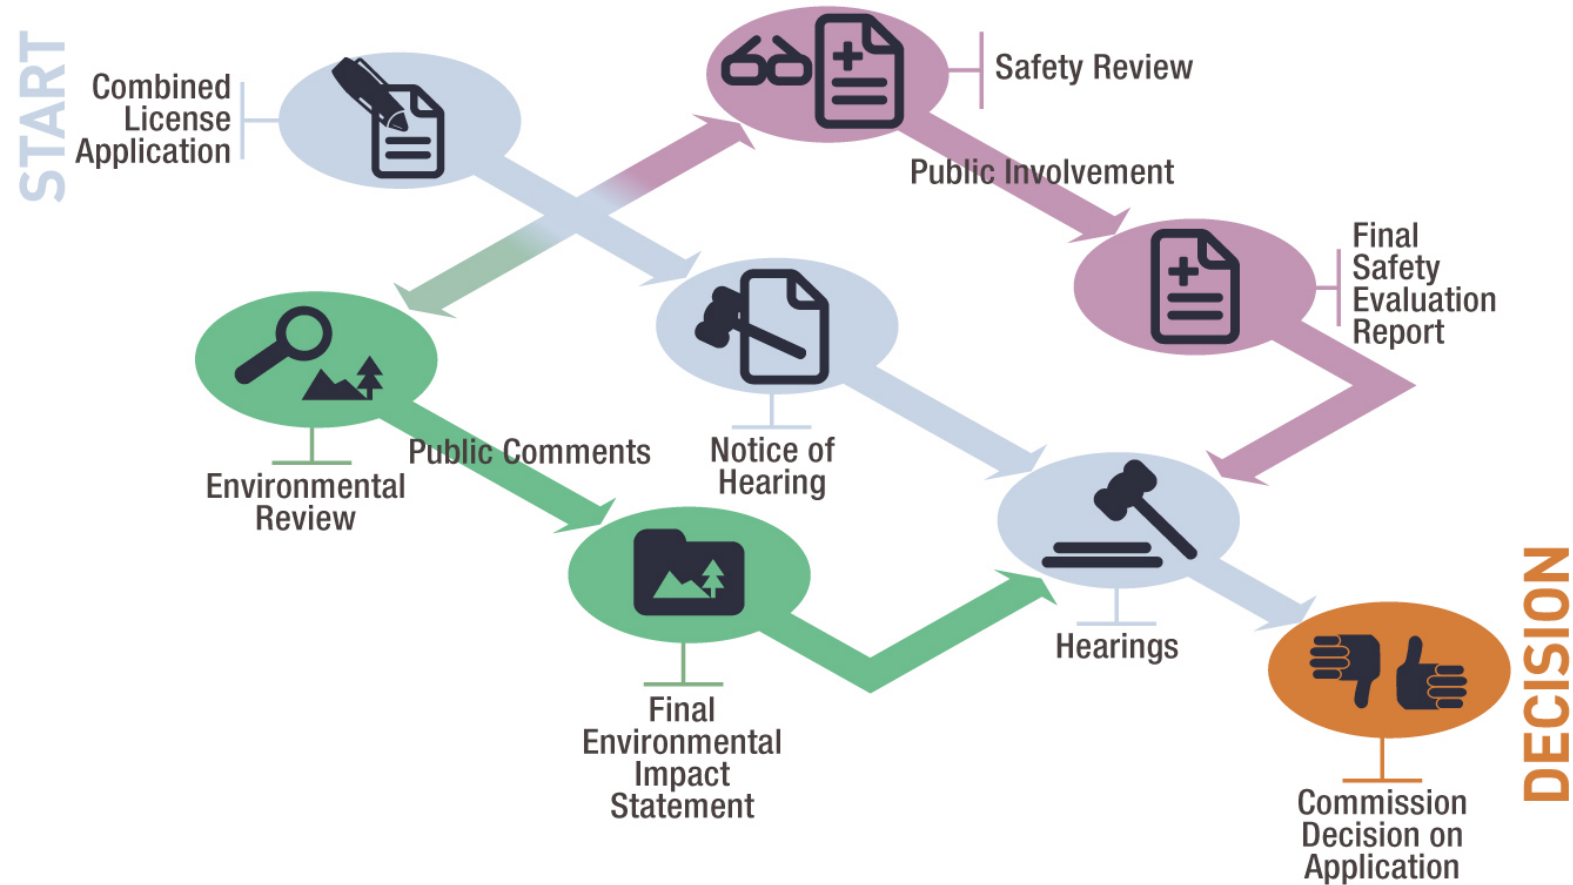 START
Combined
License
Application
Safety Review
Public Involvement
Final
Safety
Evaluation
Report
Public Comments
Environmental
Review
Notice of
Hearing
Hearings
Final
Environmental
Impact
Statement
DECISION
Commission
Decision on
Application